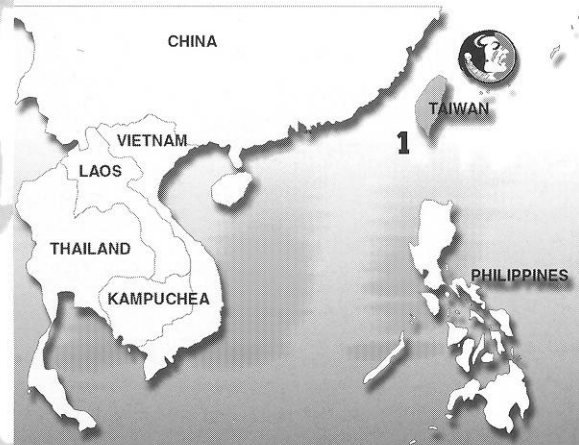 CHINA
TAIWAN
1
VIETNAM
LAOS
THAILAND
KAMPUCHEA
PHILIPPINES